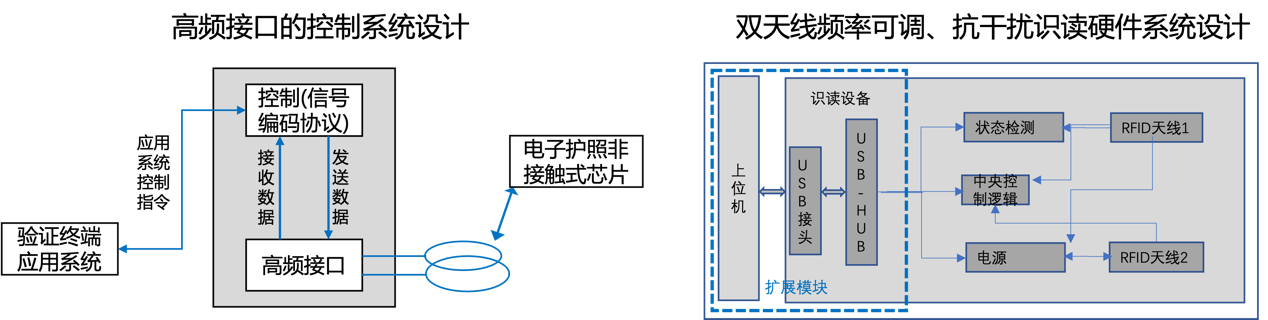 高频接口的控制系统设计
控制(信号
编码协议)
应用
系统
控制
指令
接收数据
发送数据
验证终端
应用系统
高频接口
电子护照非
接触式芯片
双天线频率可调、抗干扰识读硬件系统设计
识读设备
上位机
USB接头
USB-HUB
状态检测
RFID天线1
中央控
制逻辑
电源
RFID天线2
扩展模块